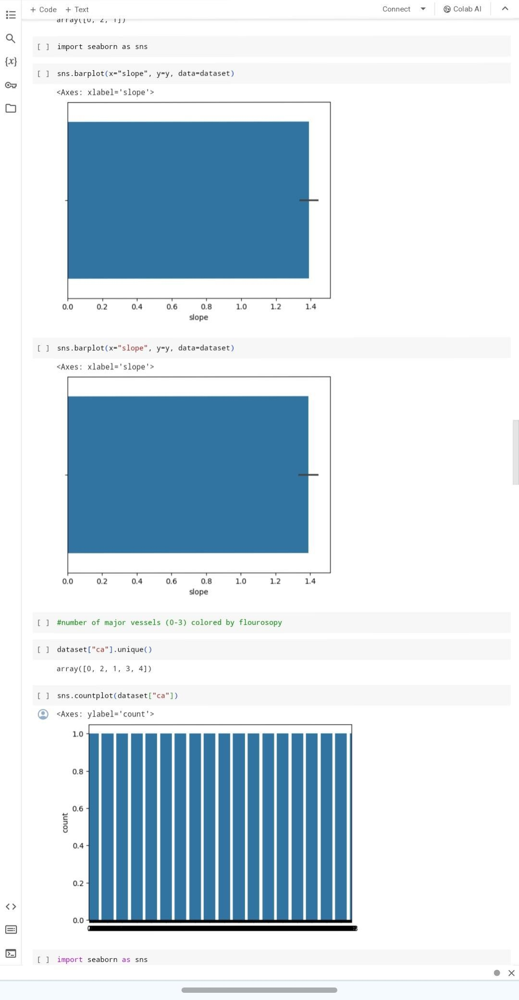 + Code + Text Connect Colab AI
array([0, 2, 1])
[ ] import seaborn as sns
[ ] sns.barplot(x="slope", y=y, data=dataset)
<Axes: xlabel='slope'>
0.0 0.2 0.4 0.6 0.8 1.0 1.2 1.4
slope
[ ] sns.barplot(x="slope", y=y, data=dataset)
<Axes: xlabel='slope'>
0.0 0.2 0.4 0.6 0.8 1.0 1.2 1.4
slope
[ ] #number of major vessels (0-3) colored by flourosopy
[ ] dataset["ca"].unique()
array([0, 2, 1, 3, 4])
[ ] sns.countplot(dataset["ca"])
<Axes: ylabel='count'>
1.0
0.8
0.6
count
0.4
0.2
0.0
[ ] import seaborn as sns